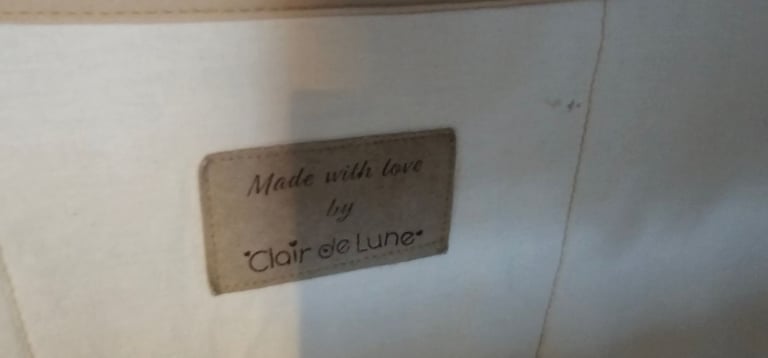 Made with love
by
Clair de Lune